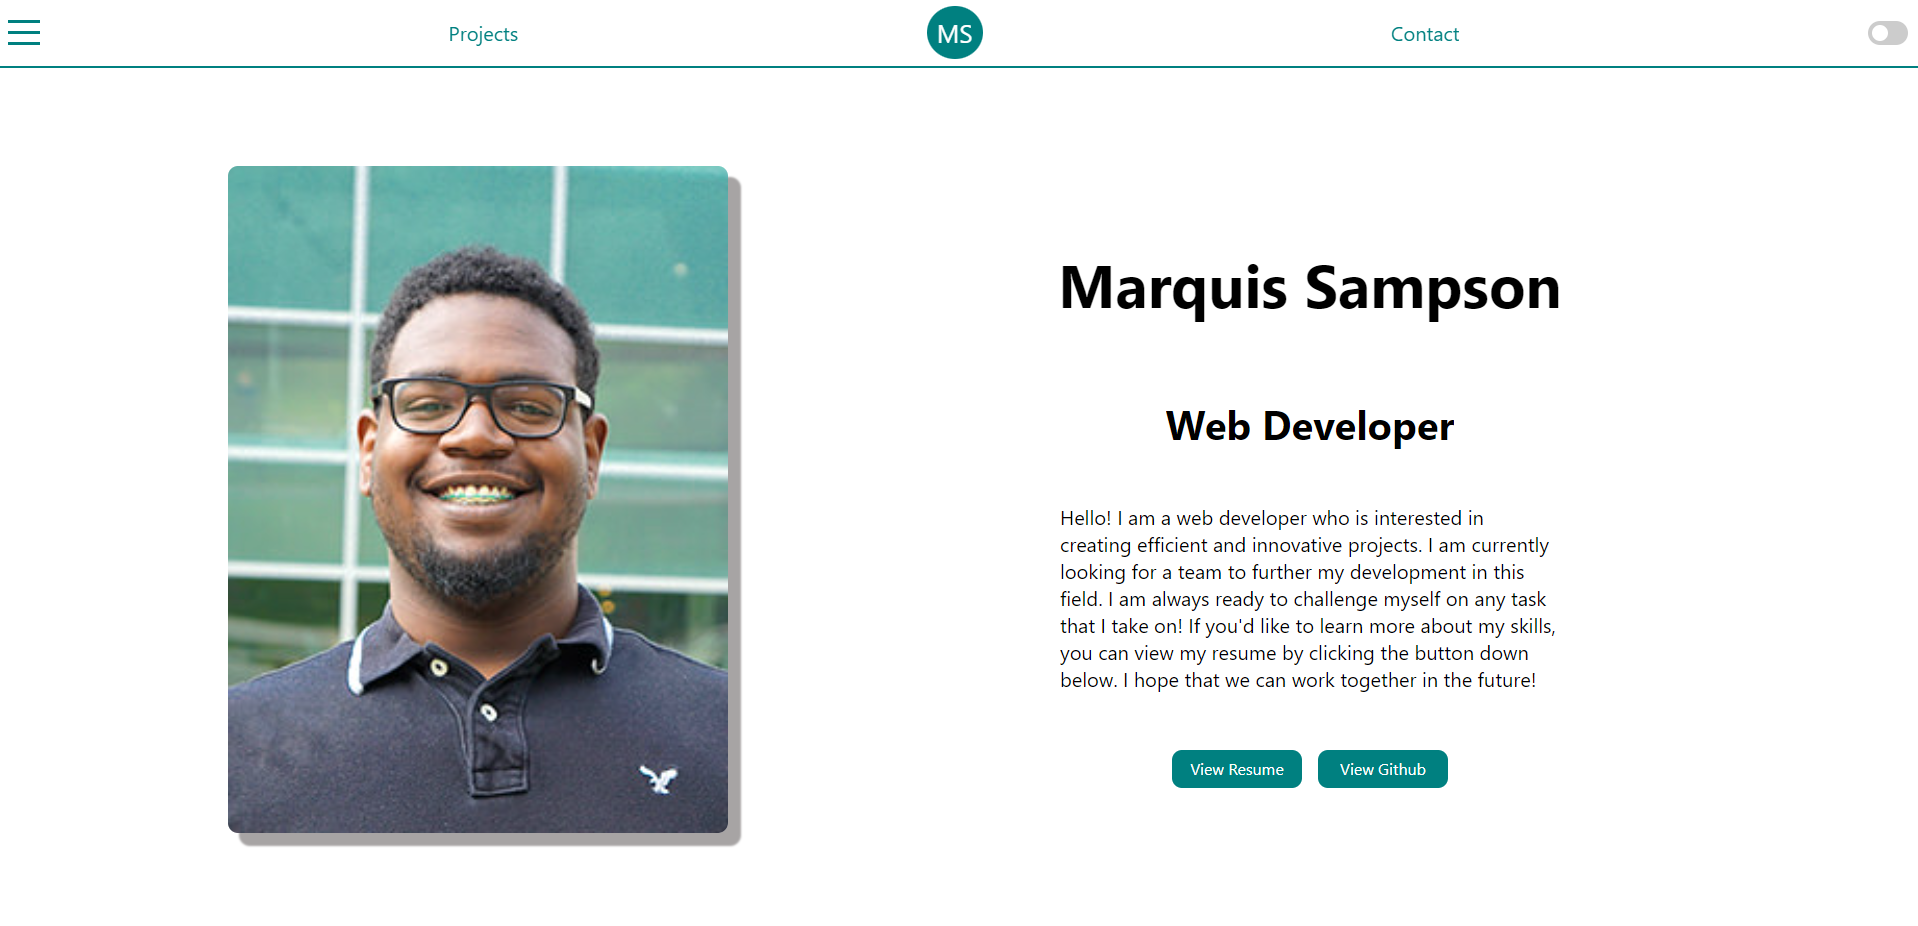 Projects
MS
Contact
Marquis Sampson
Web Developer
Hello! I am a web developer who is interested in
creating efficient and innovative projects. I am currently
looking for a team to further my development in this
field. I am always ready to challenge myself on any task
that I take on! If you'd like to learn more about my skills,
you can view my resume by clicking the button down
below. I hope that we can work together in the future!
View Resume
View Github